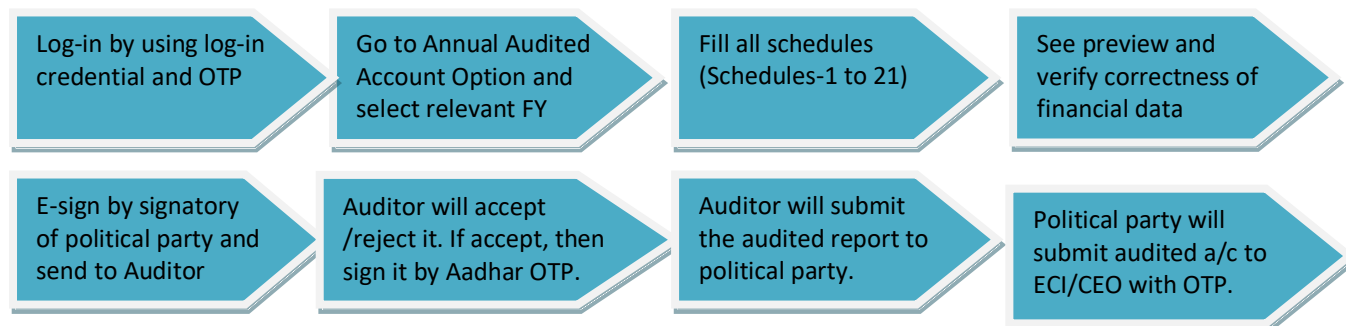 Log-in by using log-in
credential and OTP
Go to Annual Audited
Account Option and
select relevant FY
Fill all schedules
(Schedules-1 to 21)
See preview and
verify correctness of
financial data
E-sign by signatory
of political party and
send to Auditor
Auditor will accept
/reject it. If accept, then
sign it by Aadhar OTP.
Auditor will submit
the audited report to
political party.
Political party will
submit audited a/c to
ECI/CEO with OTP.